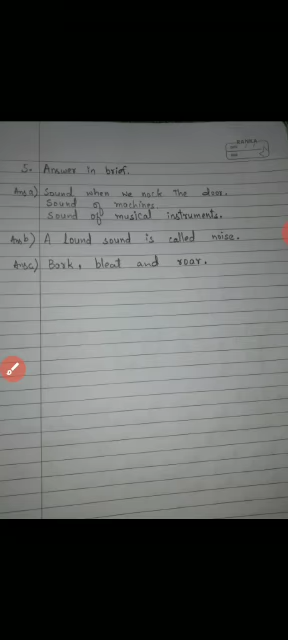 5. Answer in brief.
Ans a) Sound when we nock the door.
Sound of machines.
Sound of musical instruments.
Ans b) A lound sound is called noise.
Ans c) Bark, bleat and roar.